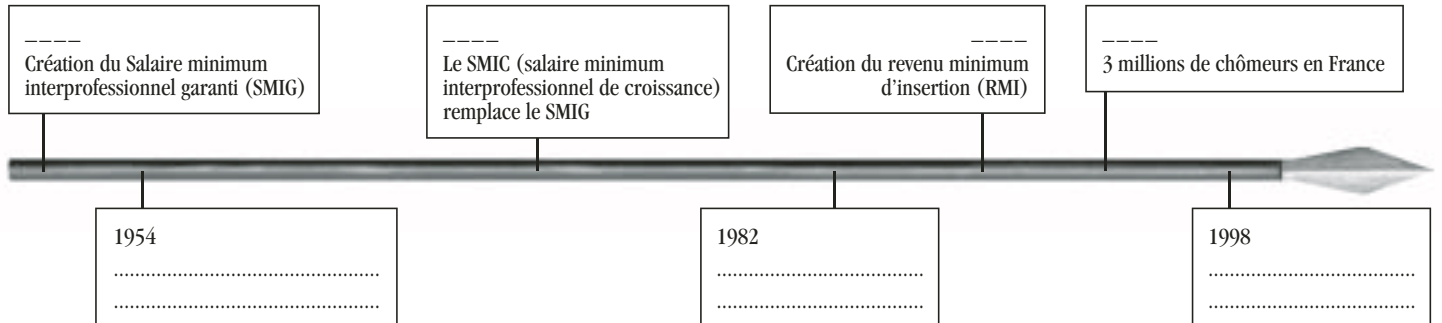 _ _ _ _
Création du Salaire minimum
interprofessionnel garanti (SMIG)
_ _ _ _
Le SMIC (salaire minimum
interprofessionnel de croissance)
remplace le SMIG
_ _ _ _
Création du revenu minimum
d'insertion (RMI)
_ _ _ _
3 millions de chômeurs en France
1954
................................................
................................................
1982
.....................................
.....................................
1998
.....................................
.....................................